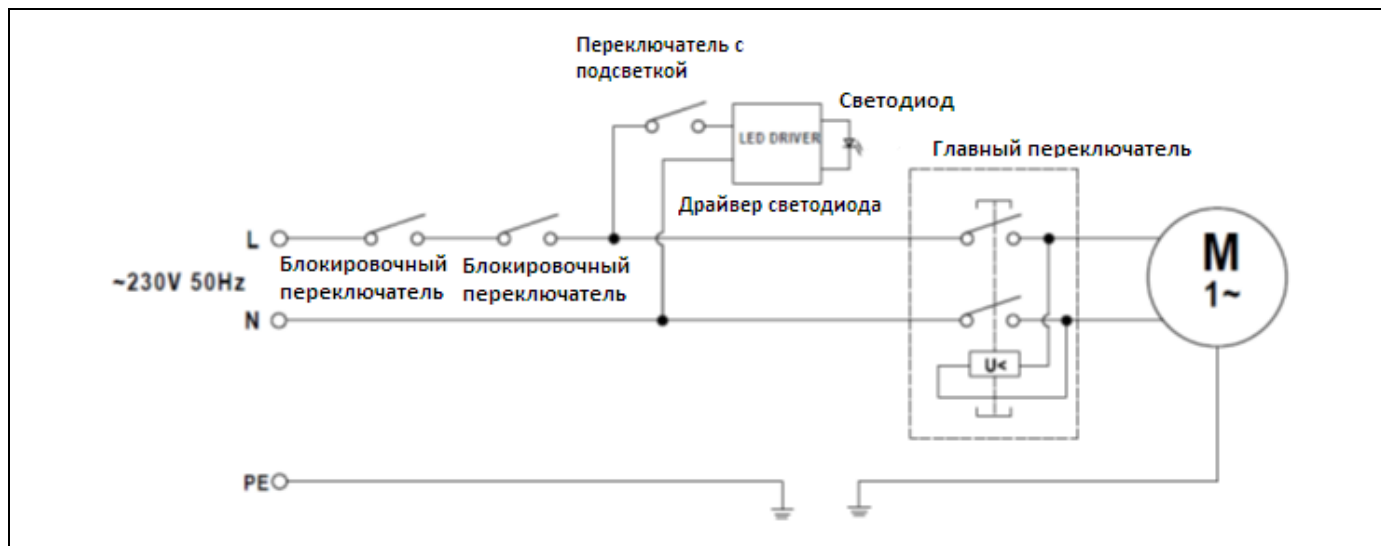 Переключатель с
подсветкой
Светодиод
LED DRIVER
Главный переключатель
Драйвер светодиода
L
M
1~
Блокировочный
переключатель
Блокировочный
переключатель
~230V 50Hz
N
U<
PE